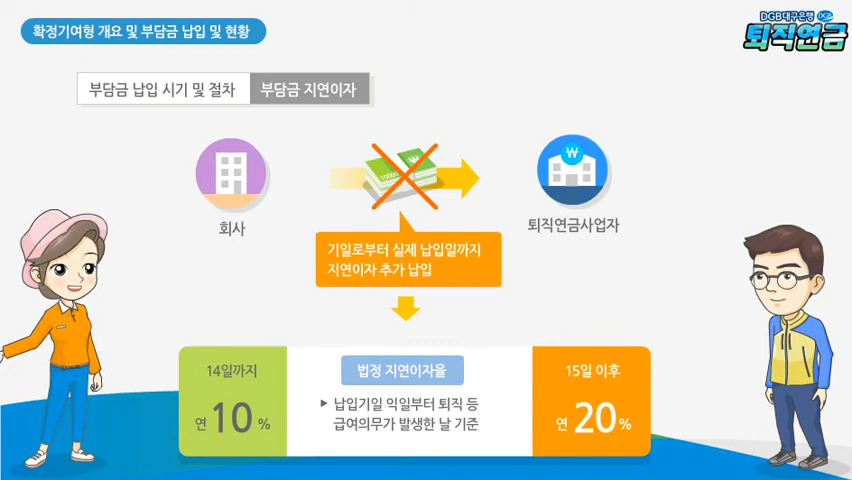 확정기여형 개요 및 부담금 납입 및 현황
DGB대구은행 DGB
퇴직연금
부담금 납입 시기 및 절차
부담금 지연이자
10000
₩
₩
회사
퇴직연금사업자
기일로부터 실제 납입일까지
지연이자 추가 납입
14일까지
연 10 %
법정 지연이자율
▶ 납입기일 익일부터 퇴직 등
급여의무가 발생한 날 기준
15일 이후
연 20 %